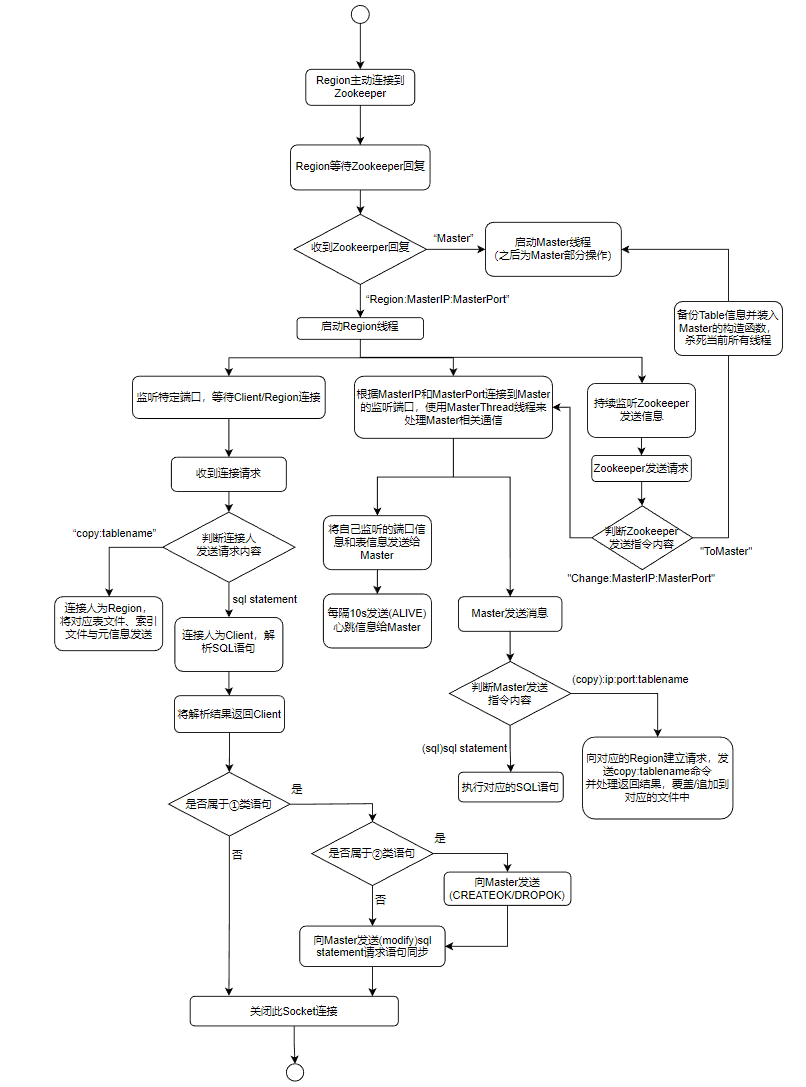 Region主动连接到
Zookeeper
Region等待Zookeeper回复
收到Zookeerper回复
“Master”
启动Master线程
（之后为Master部分操作）
“Region:MasterIP:MasterPort”
启动Region线程
备份Table信息并装入
Master的构造函数，
杀死当前所有线程
监听特定端口，等待Client/Region连接
根据MasterIP和MasterPort连接到Master
的监听端口，使用MasterThread线程来
处理Master相关通信
持续监听Zookeeper
发送信息
收到连接请求
Zookeeper发送请求
“copy:tablename”
判断连接人
发送请求内容
将自己监听的端口信
息和表信息发送给
Master
判断Zookeeper
发送指令内容
"ToMaster"
"Change:MasterIP:MasterPort"
连接人为Region，
将对应表文件、索引
文件与元信息发送
sql statement
连接人为Client，解
析SQL语句
每隔10s发送(ALIVE)
心跳信息给Master
Master发送消息
将解析结果返回Client
判断Master发送
指令内容
(copy):ip:port:tablename
(sql)sql statement
向对应的Region建立请求，发
送copy:tablename命令
并处理返回结果，覆盖/追加到
对应的文件中
执行对应的SQL语句
是否属于①类语句
是
否
是否属于②类语句
是
否
向Master发送
(CREATEOK/DROPOK)
向Master发送(modify)sql
statement请求语句同步
关闭此Socket连接